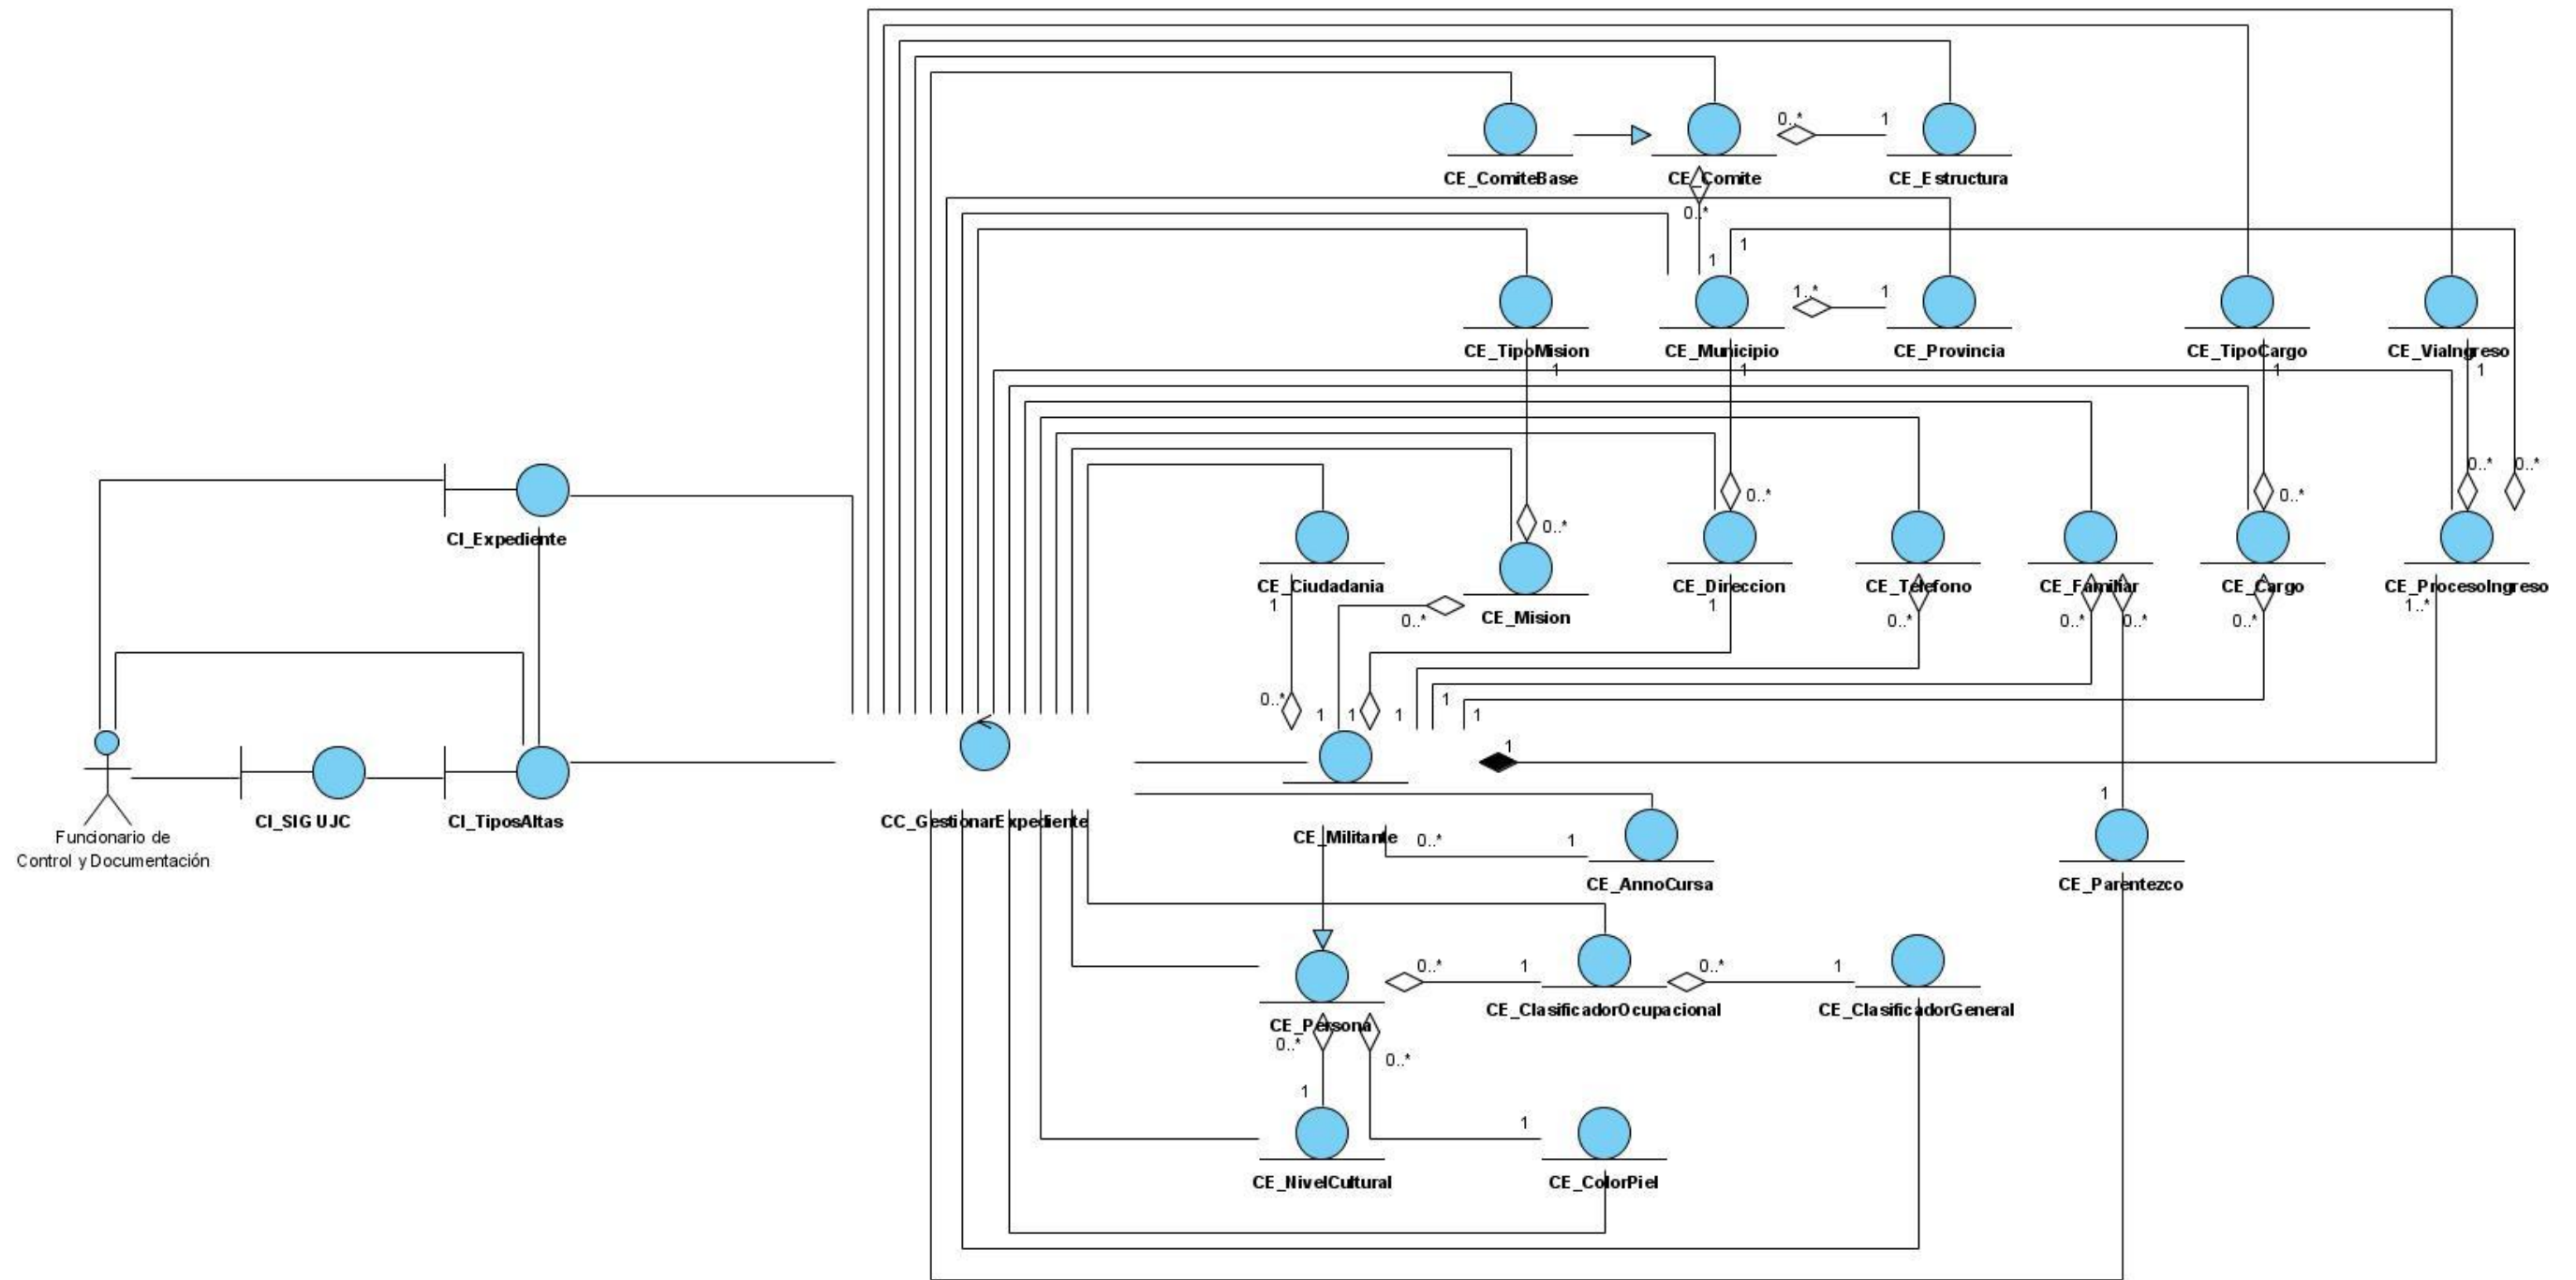 0..*
1
CE_ComiteBase
CE_Comite
CE_Estructura
0..*
1
1
1..*
1
CE_TipoMision
CE_Municipio
CE_Provincia
CE_TipoCargo
CE_ViaIngreso
1
1
1
1
0..*
0..*
0..*
0..*
0..*
CI_Expediente
CE_Ciudadania
CE_Mision
CE_Direccion
CE_Telefono
CE_Familiar
CE_Cargo
CE_ProcesoIngreso
1
0..*
1
0..*
0..*
0..*
0..*
1..*
0..*
1
1
1
1
1
1
1
CI_SIG UJC
CI_TiposAltas
CC_GestionarExpediente
CE_Militante
Funcionario de
Control y Documentación
0..*
1
CE_AnnoCursa
CE_Parentezco
0..*
1
0..*
1
CE_Persona
CE_ClasificadorOcupacional
CE_ClasificadorGeneral
0..*
0..*
1
1
CE_NivelCultural
CE_ColorPiel